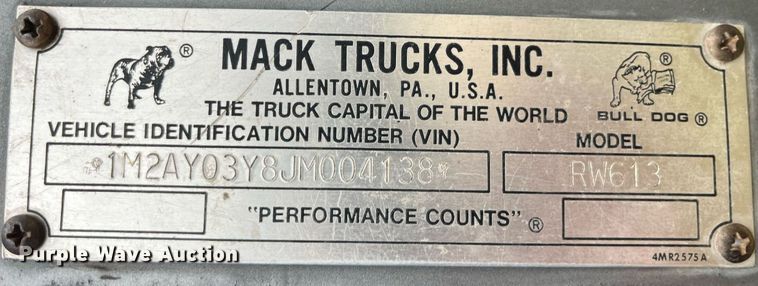 MACK TRUCKS, INC.
ALLENTOWN, PA., U.S.A.
THE TRUCK CAPITAL OF THE WORLD
BULL DOG ®
VEHICLE IDENTIFICATION NUMBER (VIN)
MODEL
1M2AY03Y8JM004138
RW613
"PERFORMANCE COUNTS" ®
4MR2575A
Purple Wave Auction